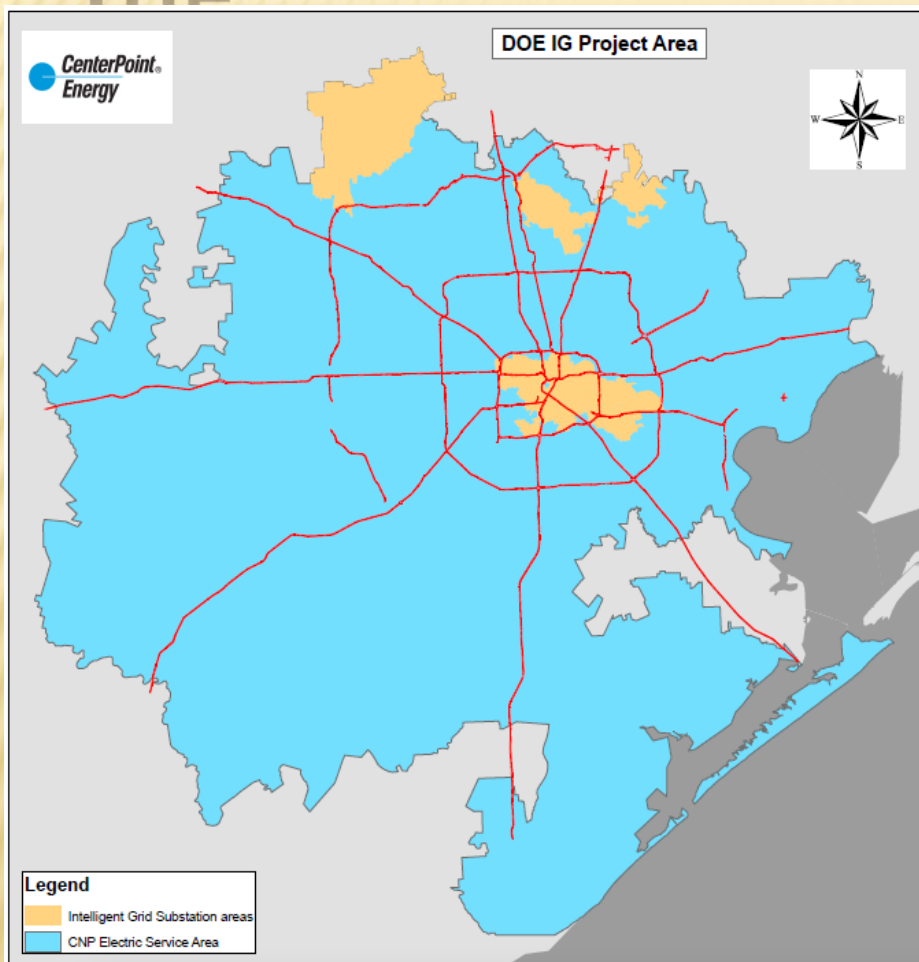 CenterPoint®
Energy
DOE IG Project Area
N
W
E
S
Legend
Intelligent Grid Substation areas
CNP Electric Service Area